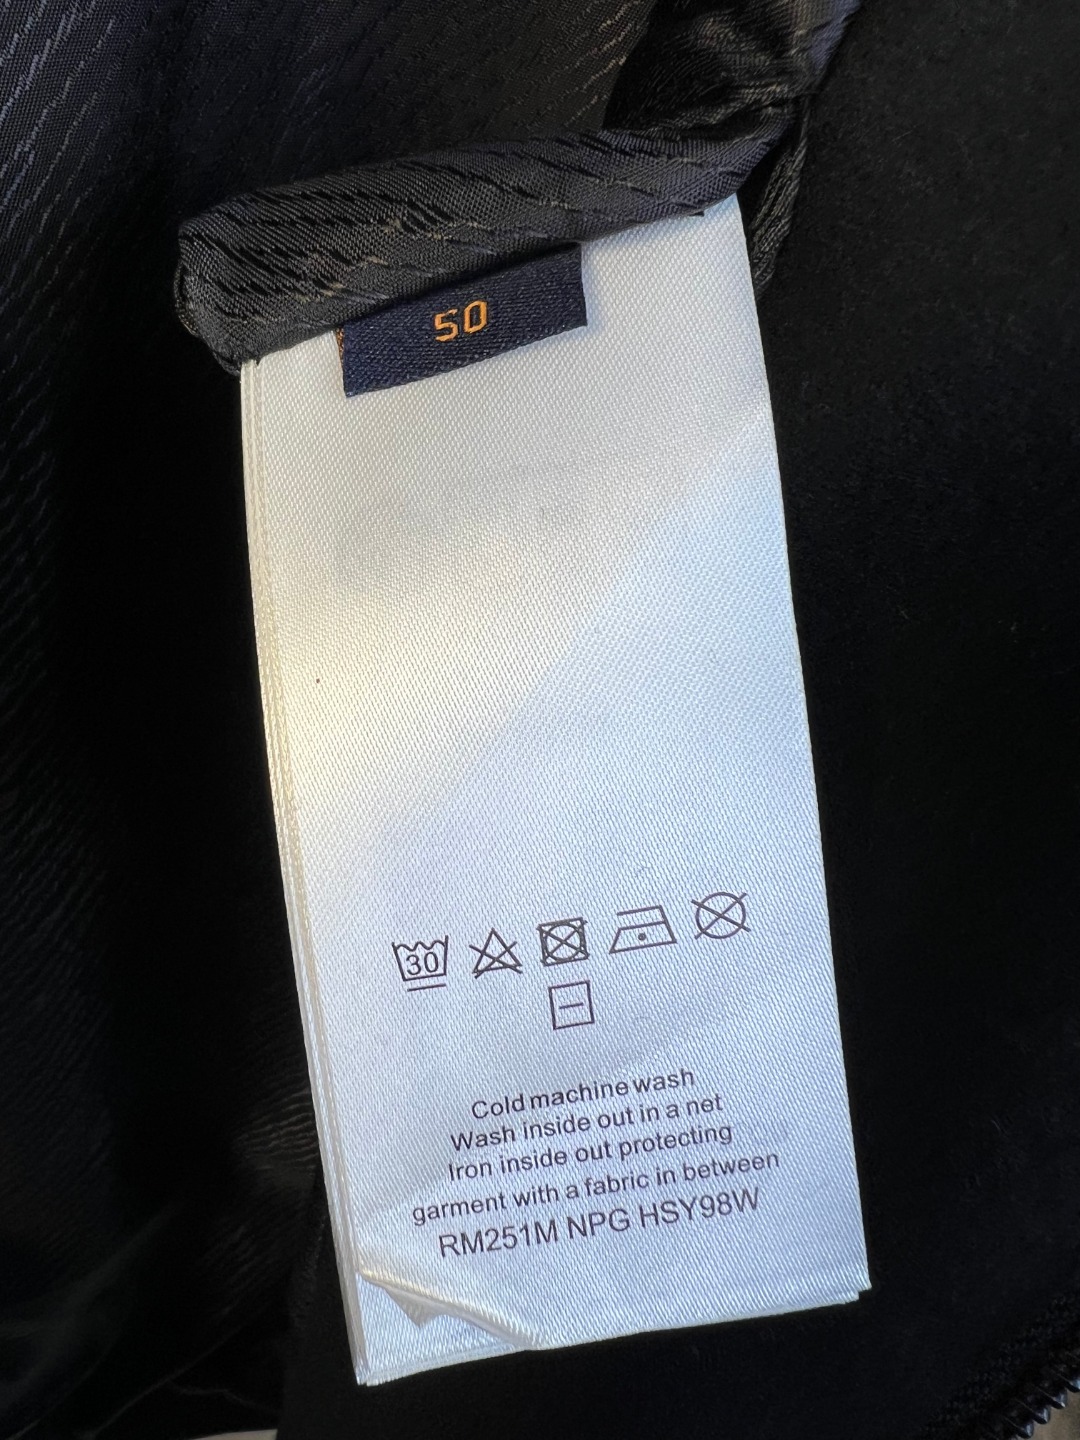 50
30
Cold machine wash
Wash inside out in a net
Iron inside out protecting
garment with a fabric in between
RM251M NPG HSY98W